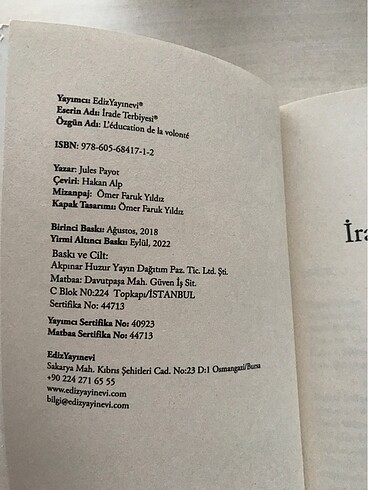 Yayımcı: EdizYayınevi®
Eserin Adı: İrade Terbiyesi®
Özgün Adı: L'éducation de la volonté
ISBN: 978-605-68417-1-2
Yazar: Jules Payot
Çeviri: Hakan Alp
Mizanpaj: Ömer Faruk Yıldız
Kapak Tasarımı: Ömer Faruk Yıldız
Birinci Baskı: Ağustos, 2018
Yirmi Altıncı Baskı: Eylül, 2022
Baskı ve Cilt:
Akpınar Huzur Yayın Dağıtım Paz. Tic. Ltd. Şti.
Matbaa: Davutpaşa Mah. Güven İş Sit.
C Blok N0:224 Topkapı/İSTANBUL
Sertifika No: 44713
Yayımcı Sertifika No: 40923
Matbaa Sertifika No: 44713
EdizYayınevi
Sakarya Mah. Kıbrıs Şehitleri Cad. No:23 D:1 Osmangazi/Bursa
+90 224 271 65 55
www.edizyayinevi.com
bilgi@edizyayinevi.com
İra